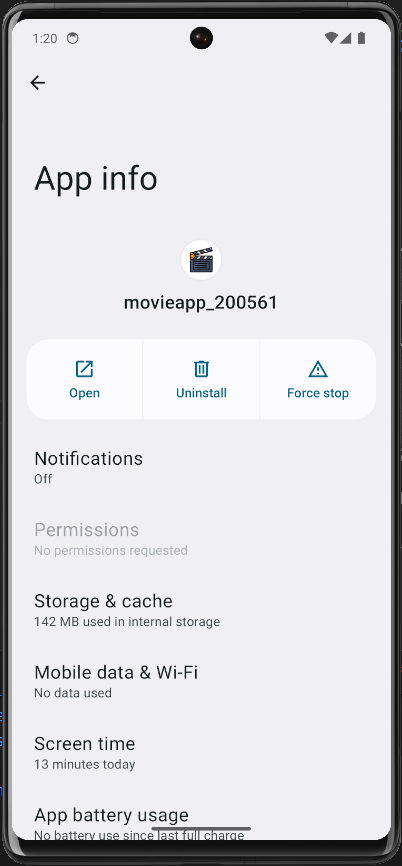 1:20
App info
movieapp_200561
Open
Uninstall
Force stop
Notifications
Off
Permissions
No permissions requested
Storage & cache
142 MB used in internal storage
Mobile data & Wi-Fi
No data used
Screen time
13 minutes today
App battery usage
No battery use since last full charge